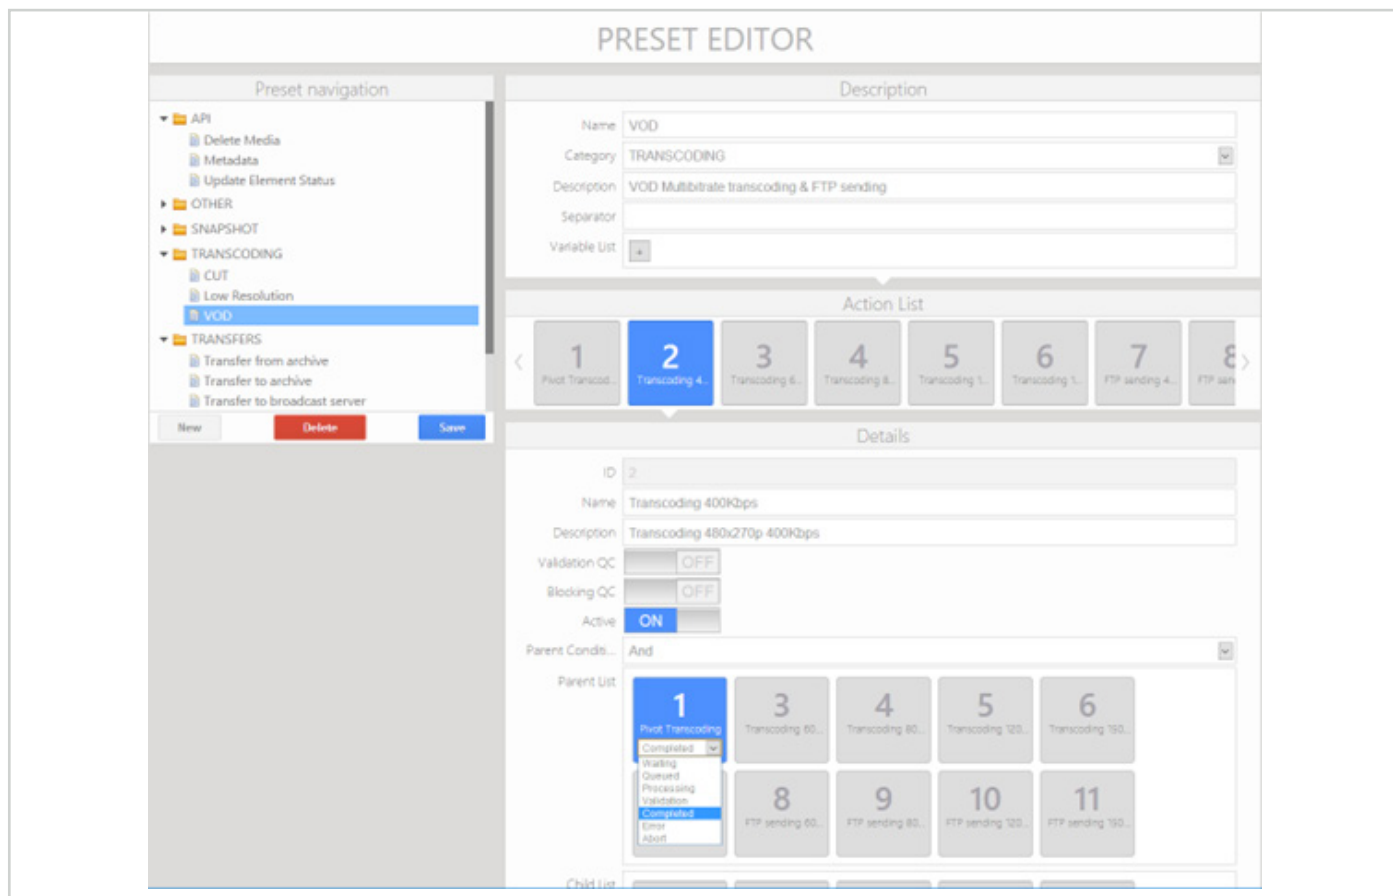 PRESET EDITOR
Preset navigation
API
Delete Media
Metadata
Update Element Status
OTHER
SNAPSHOT
TRANSCODING
CUT
Low Resolution
VOD
TRANSFERS
Transfer from archive
Transfer to archive
Transfer to broadcast server
New Delete Save
Description
Name VOD
Category TRANSCODING
Description VOD Multibitrate transcoding & FTP sending
Separator
Variable List +
Action List
1 2 3 4 5 6 7 8
Pivot Transcod... Transcoding 4... Transcoding 6... Transcoding 8... Transcoding 1... Transcoding 1... FTP sending 4... FTP sen
Details
ID 2
Name Transcoding 400Kbps
Description Transcoding 480x270p 400Kbps
Validation QC OFF
Blocking QC OFF
Active ON
Parent Conditi... And
Parent List
1 3 4 5 6
Pivot Transcoding Transcoding 60... Transcoding 80... Transcoding 120... Transcoding 150...
Completed
Waiting
Queued
Processing
Validation
Completed
Error
Abort
8 9 10 11
FTP sending 60... FTP sending 80... FTP sending 120... FTP sending 150...
Child List